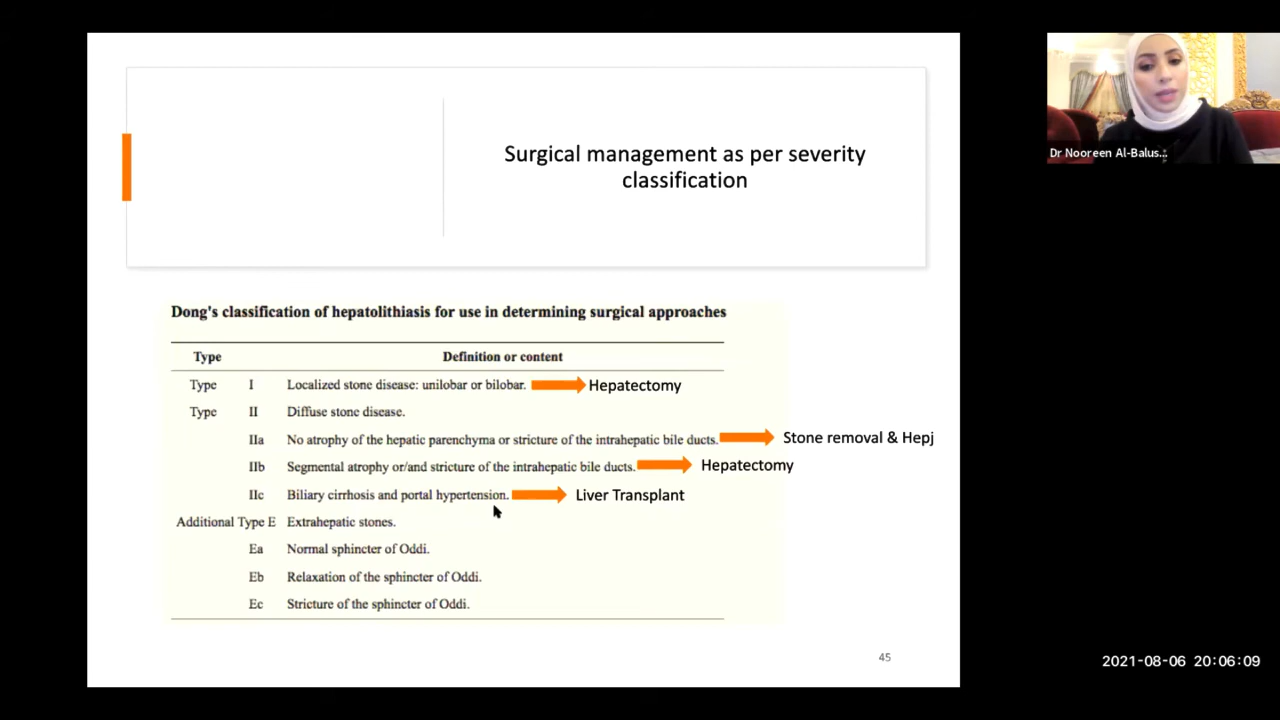 Surgical management as per severity
classification
Dr Nooreen Al-Balus...
Dong's classification of hepatolithiasis for use in determining surgical approaches
Type Definition or content
Type I Localized stone disease: unilobar or bilobar. Hepatectomy
Type II Diffuse stone disease.
IIa No atrophy of the hepatic parenchyma or stricture of the intrahepatic bile ducts. Stone removal & Hepj
IIb Segmental atrophy or/and stricture of the intrahepatic bile ducts. Hepatectomy
IIc Biliary cirrhosis and portal hypertension. Liver Transplant
Additional Type E Extrahepatic stones.
Ea Normal sphincter of Oddi.
Eb Relaxation of the sphincter of Oddi.
Ec Stricture of the sphincter of Oddi.
45
2021-08-06 20:06:09